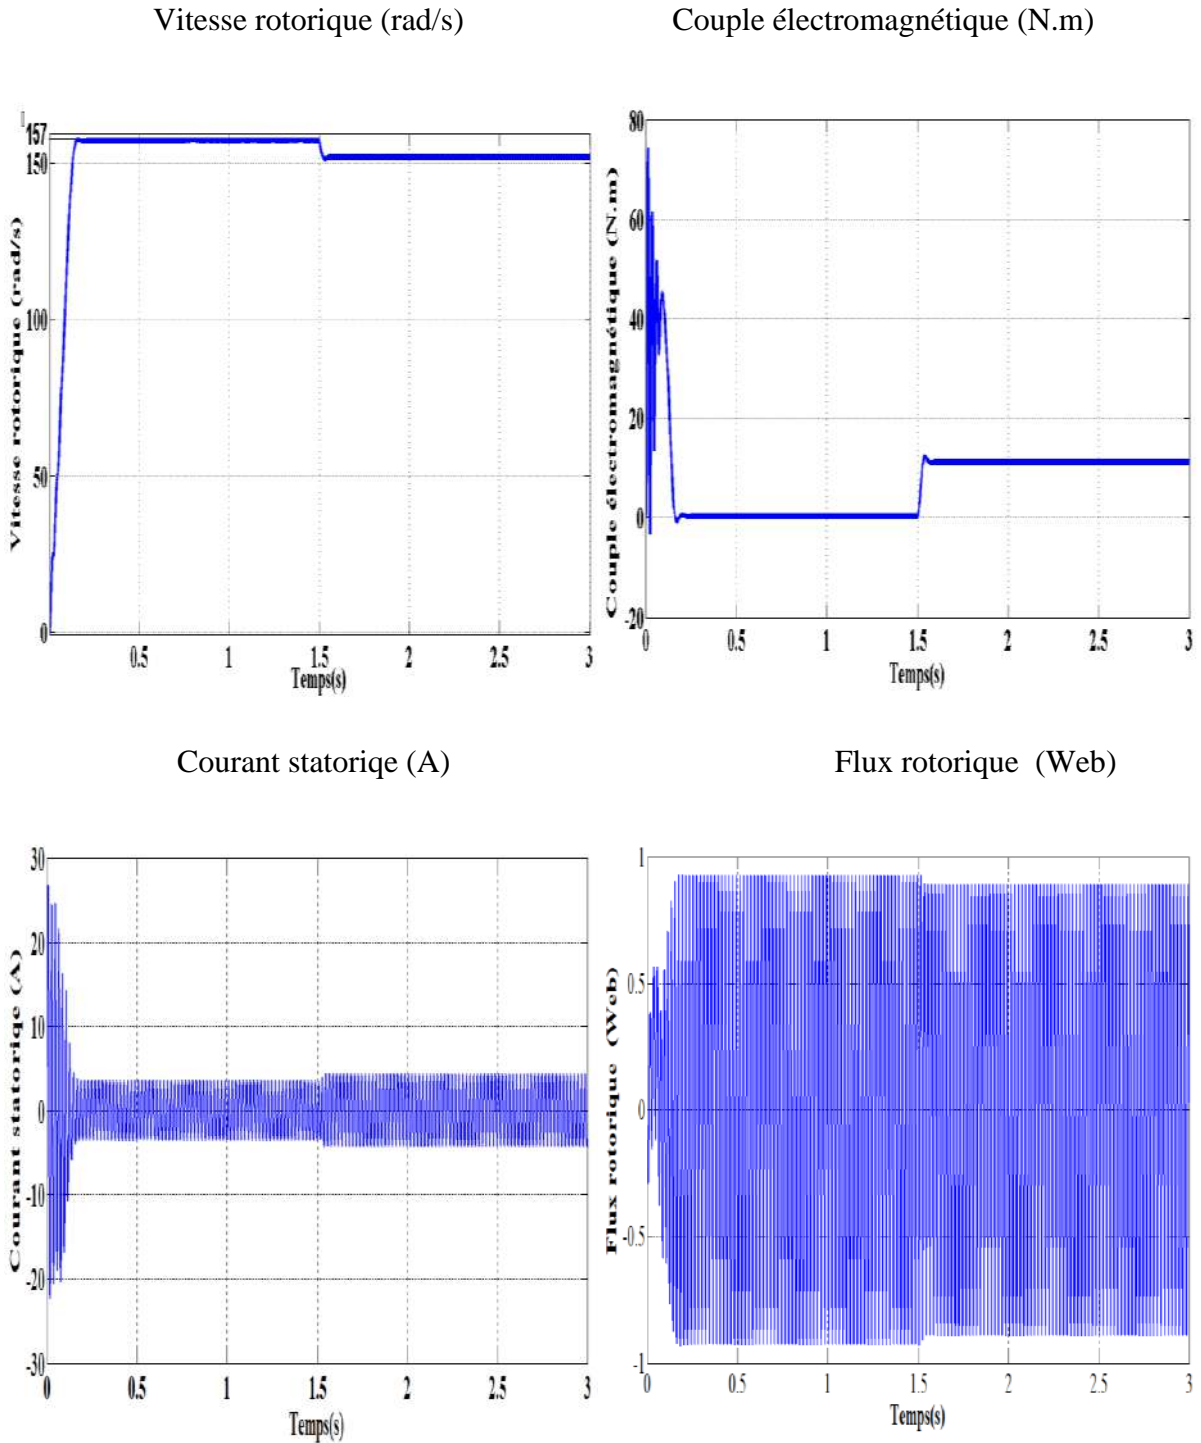 Vitesse rotorique (rad/s)
Couple électromagnétique (N.m)
157
150
100
50
0
Vitesse rotorique (rad/s)
0.5 1 1.5 2 2.5 3
Temps(s)
80
60
40
20
0
-20
Couple électromagnétique (N.m)
0 0.5 1 1.5 2 2.5 3
Temps(s)
Courant statoriqe (A)
Flux rotorique (Web)
30
20
10
0
-10
-20
-30
Courant statoriqe (A)
0 0.5 1 1.5 2 2.5 3
Temps(s)
1
0.5
0
-0.5
-1
Flux rotorique (Web)
0 0.5 1 1.5 2 2.5 3
Temps(s)